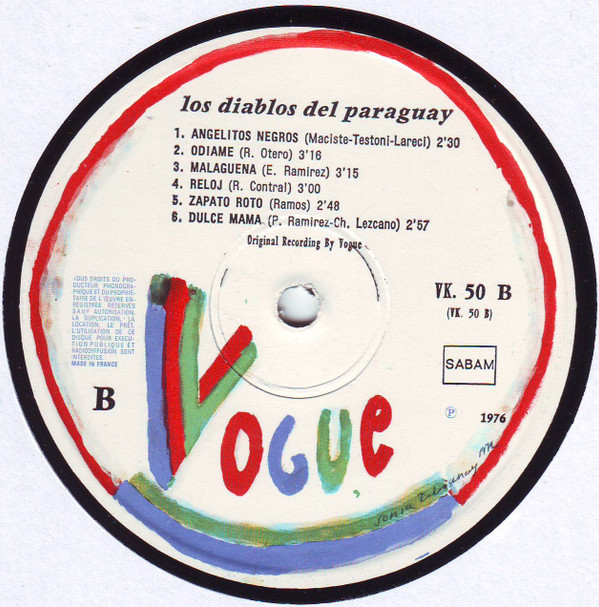 los diablos del paraguay
1. ANGELITOS NEGROS (Maciste-Testoni-Lareci) 2'30
2. ODIAME (R. Otero) 3'16
3. MALAGUENA (E. Ramirez) 3'15
4. RELOJ (R. Contral) 3'00
5. ZAPATO ROTO (Ramos) 2'48
6. DULCE MAMA (P. Ramirez-Ch. Lezcano) 2'57
Original Recording By Vogue
TOUS DROITS DU PRO-
DUCTEUR PHONOGRA-
PHIQUE ET DU PROPRIE-
TAIRE DE L'ŒUVRE EN-
REGISTREE RESERVES
SAUF AUTORISATION,
LA DUPLICATION, LA
LOCATION, LE PRET,
L'UTILISATION DE CE
DISQUE POUR EXECU-
TION PUBLIQUE ET
RADIODIFFUSION SONT
INTERDITES.
MADE IN FRANCE
VK. 50 B
(VK. 50 B)
SABAM
B
℗ 1976
VOGUE
sonia delaunay